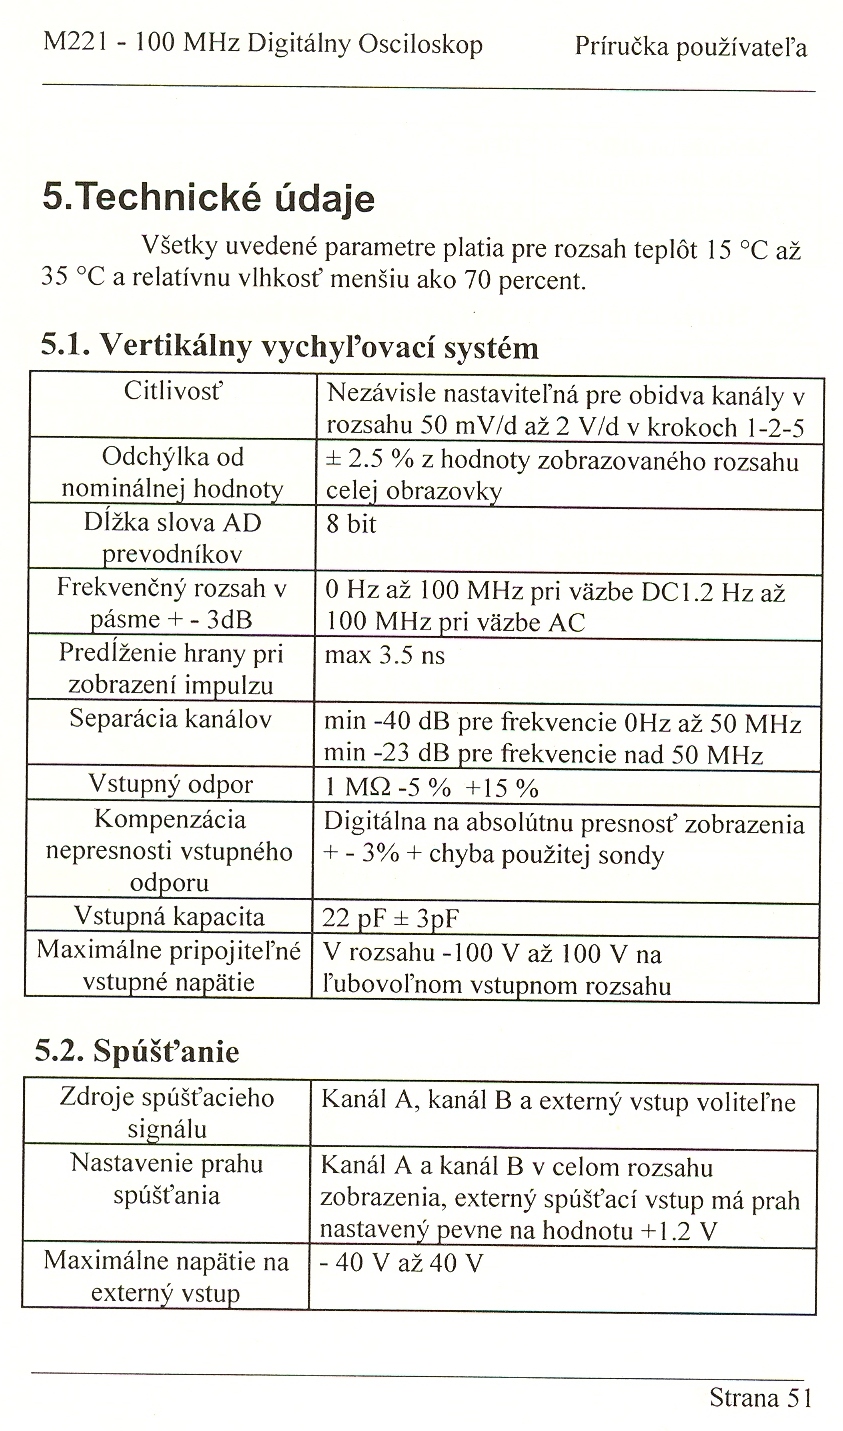 M221 - 100 MHz Digitálny Osciloskop Príručka používateľa
5.Technické údaje
Všetky uvedené parametre platia pre rozsah teplôt 15 °C až
35 °C a relatívnu vlhkosť menšiu ako 70 percent.
5.1. Vertikálny vychyľovací systém
Citlivosť
Nezávisle nastaviteľná pre obidva kanály v
rozsahu 50 mV/d až 2 V/d v krokoch 1-2-5
Odchýlka od
nominálnej hodnoty
± 2.5 % z hodnoty zobrazovaného rozsahu
celej obrazovky
Dĺžka slova AD
prevodníkov
8 bit
Frekvenčný rozsah v
pásme + - 3dB
0 Hz až 100 MHz pri väzbe DC1.2 Hz až
100 MHz pri väzbe AC
Predĺženie hrany pri
zobrazení impulzu
max 3.5 ns
Separácia kanálov
min -40 dB pre frekvencie 0Hz až 50 MHz
min -23 dB pre frekvencie nad 50 MHz
Vstupný odpor
1 MΩ -5 % +15 %
Kompenzácia
nepresnosti vstupného
odporu
Digitálna na absolútnu presnosť zobrazenia
+ - 3% + chyba použitej sondy
Vstupná kapacita
22 pF ± 3pF
Maximálne pripojiteľné
vstupné napätie
V rozsahu -100 V až 100 V na
ľubovoľnom vstupnom rozsahu
5.2. Spúšťanie
Zdroje spúšťacieho
signálu
Kanál A, kanál B a externý vstup voliteľne
Nastavenie prahu
spúšťania
Kanál A a kanál B v celom rozsahu
zobrazenia, externý spúšťací vstup má prah
nastavený pevne na hodnotu +1.2 V
Maximálne napätie na
externý vstup
- 40 V až 40 V
Strana 51